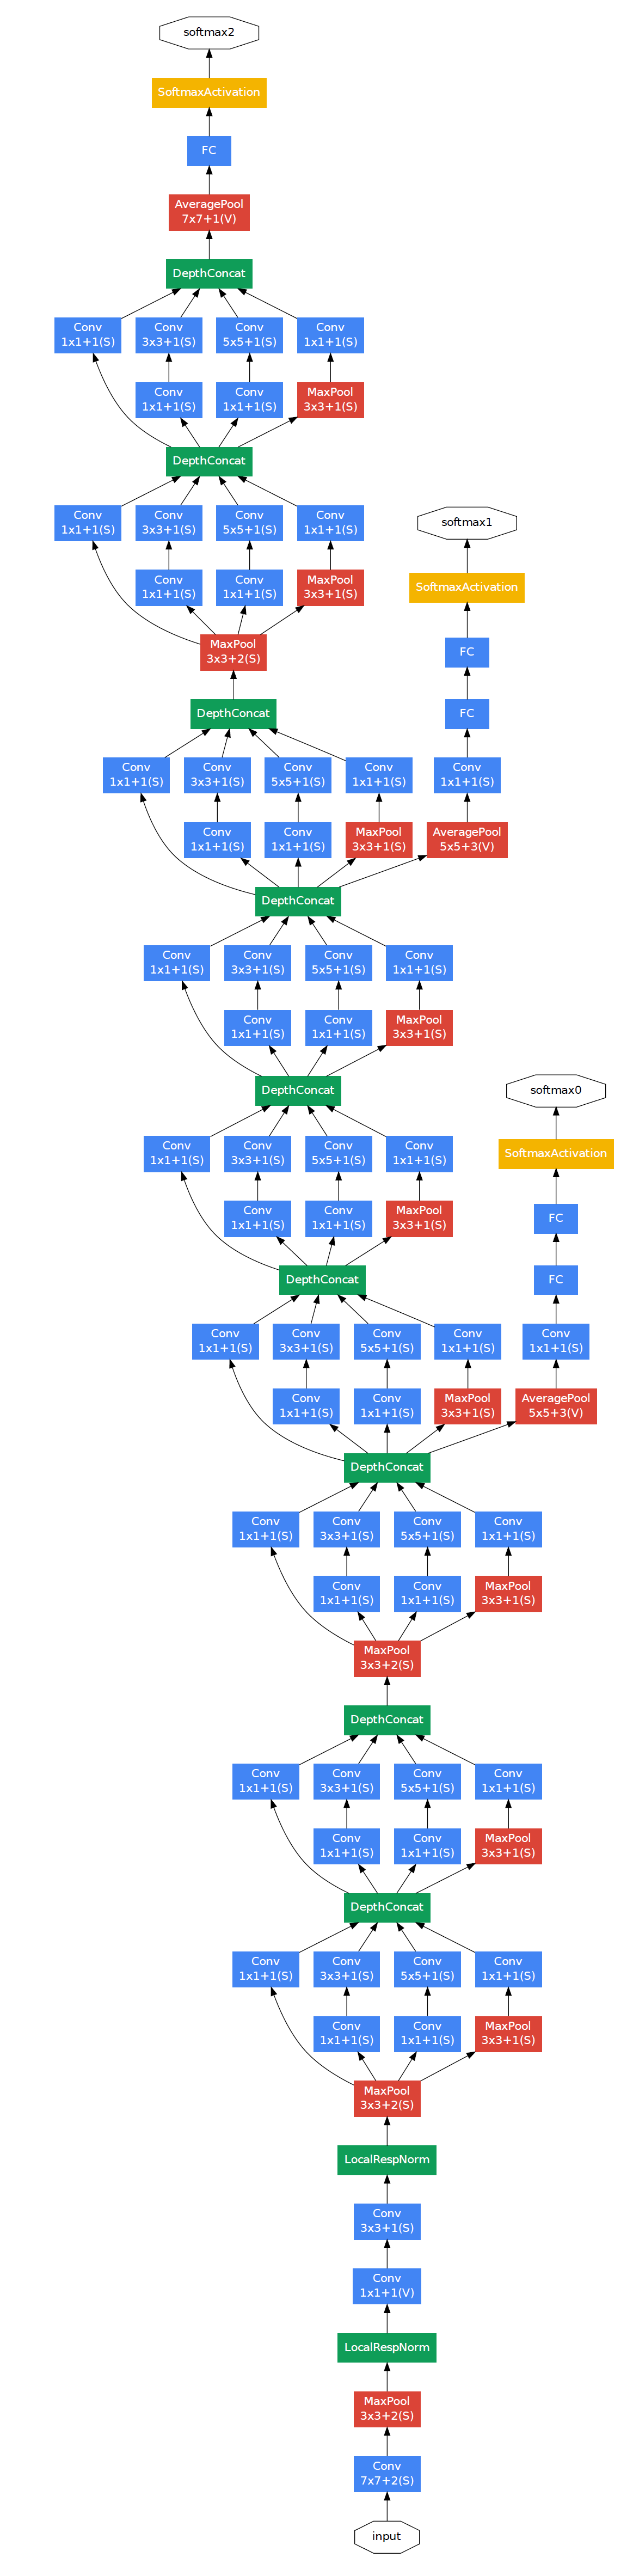 softmax2
SoftmaxActivation
FC
AveragePool
7x7+1(V)
DepthConcat
Conv Conv Conv Conv
1x1+1(S) 3x3+1(S) 5x5+1(S) 1x1+1(S)
Conv Conv MaxPool
1x1+1(S) 1x1+1(S) 3x3+1(S)
DepthConcat
Conv Conv Conv Conv
1x1+1(S) 3x3+1(S) 5x5+1(S) 1x1+1(S)
softmax1
Conv Conv MaxPool
1x1+1(S) 1x1+1(S) 3x3+1(S)
SoftmaxActivation
MaxPool
3x3+2(S)
FC
DepthConcat
FC
Conv Conv Conv Conv Conv
1x1+1(S) 3x3+1(S) 5x5+1(S) 1x1+1(S) 1x1+1(S)
Conv Conv MaxPool AveragePool
1x1+1(S) 1x1+1(S) 3x3+1(S) 5x5+3(V)
DepthConcat
Conv Conv Conv Conv
1x1+1(S) 3x3+1(S) 5x5+1(S) 1x1+1(S)
Conv Conv MaxPool
1x1+1(S) 1x1+1(S) 3x3+1(S)
DepthConcat
softmax0
Conv Conv Conv Conv
1x1+1(S) 3x3+1(S) 5x5+1(S) 1x1+1(S)
SoftmaxActivation
Conv Conv MaxPool
1x1+1(S) 1x1+1(S) 3x3+1(S)
FC
DepthConcat
FC
Conv Conv Conv Conv Conv
1x1+1(S) 3x3+1(S) 5x5+1(S) 1x1+1(S) 1x1+1(S)
Conv Conv MaxPool AveragePool
1x1+1(S) 1x1+1(S) 3x3+1(S) 5x5+3(V)
DepthConcat
Conv Conv Conv Conv
1x1+1(S) 3x3+1(S) 5x5+1(S) 1x1+1(S)
Conv Conv MaxPool
1x1+1(S) 1x1+1(S) 3x3+1(S)
MaxPool
3x3+2(S)
DepthConcat
Conv Conv Conv Conv
1x1+1(S) 3x3+1(S) 5x5+1(S) 1x1+1(S)
Conv Conv MaxPool
1x1+1(S) 1x1+1(S) 3x3+1(S)
DepthConcat
Conv Conv Conv Conv
1x1+1(S) 3x3+1(S) 5x5+1(S) 1x1+1(S)
Conv Conv MaxPool
1x1+1(S) 1x1+1(S) 3x3+1(S)
MaxPool
3x3+2(S)
LocalRespNorm
Conv
3x3+1(S)
Conv
1x1+1(V)
LocalRespNorm
MaxPool
3x3+2(S)
Conv
7x7+2(S)
input